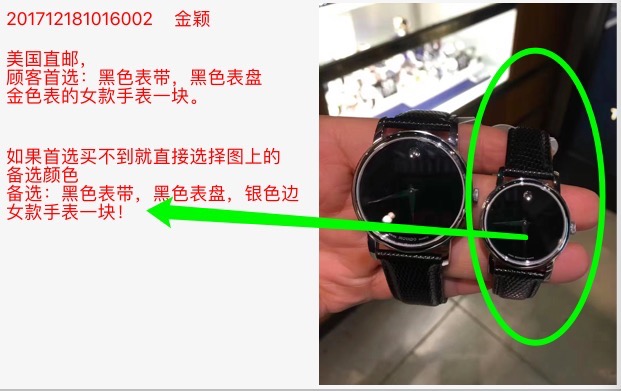 201712181016002 金颖
美国直邮，
顾客首选：黑色表带，黑色表盘
金色表的女款手表一块。
如果首选买不到就直接选择图上的
备选颜色
备选：黑色表带，黑色表盘，银色边
女款手表一块！